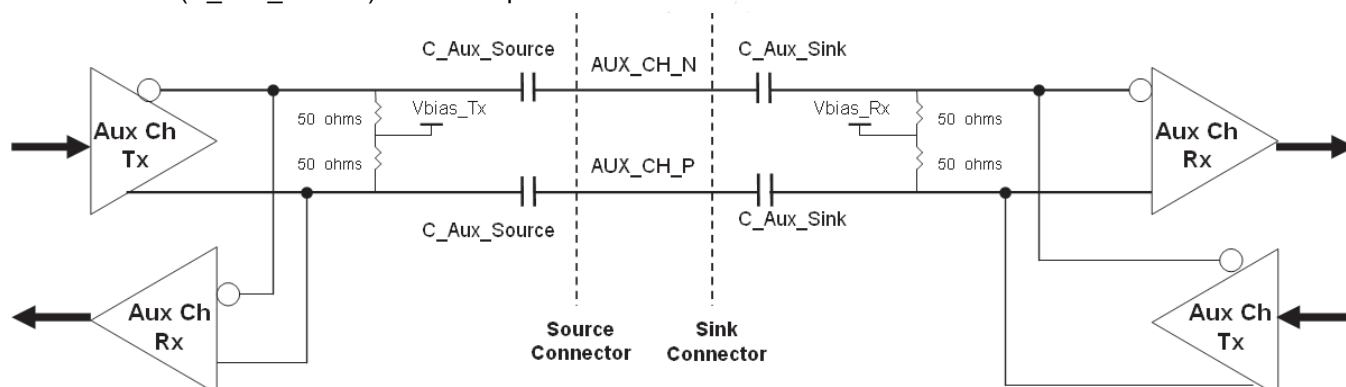 C_Aux_Source
C_Aux_Sink
AUX_CH_N
Aux Ch
Tx
50 ohms
Vbias_Tx
50 ohms
Vbias_Rx
50 ohms
50 ohms
Aux Ch
Rx
AUX_CH_P
C_Aux_Source
C_Aux_Sink
Aux Ch
Rx
Source
Connector
Sink
Connector
Aux Ch
Tx